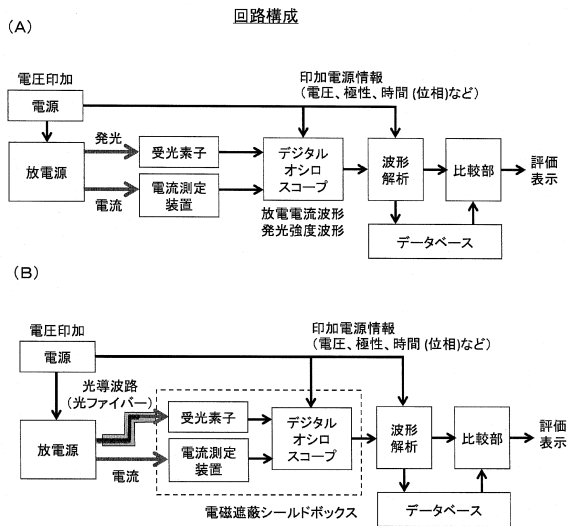 回路構成
(A)
電圧印加
電源
印加電源情報
(電圧、極性、時間(位相)など)
発光
放電源
電流
受光素子
電流測定
装置
デジタル
オシロ
スコープ
放電電流波形
発光強度波形
波形
解析
比較部
評価
表示
データベース
(B)
電圧印加
電源
印加電源情報
(電圧、極性、時間(位相)など)
光導波路
(光ファイバー)
放電源
電流
受光素子
電流測定
装置
デジタル
オシロ
スコープ
電磁遮蔽シールドボックス
波形
解析
比較部
評価
表示
データベース